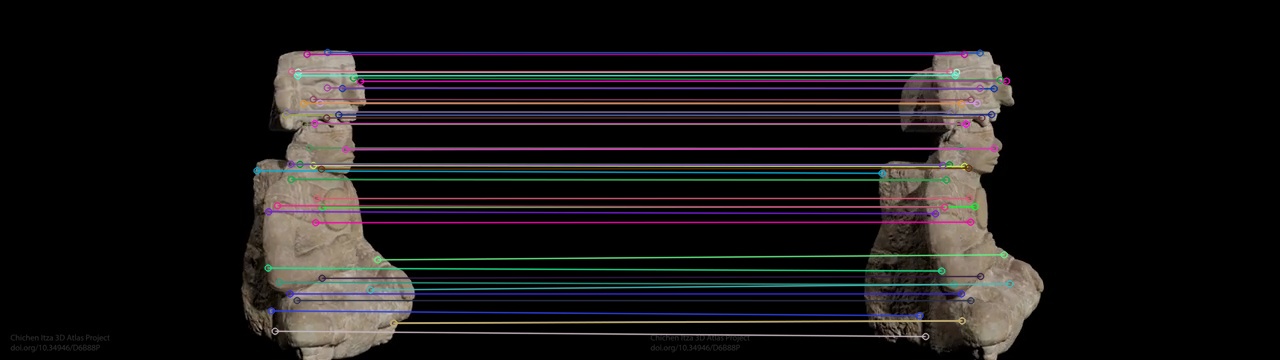 Chichen Itza 3D Atlas Project
doi.org/10.34946/D6B88P
Chichen Itza 3D Atlas Project
doi.org/10.34946/D6B88P